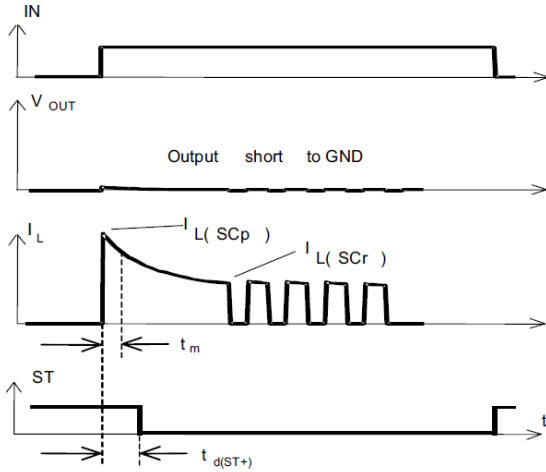 IN
t
V OUT
Output short to GND
t
I L
I L( SCp )
I L( SCr )
t
t m
ST
t
t d(ST+)